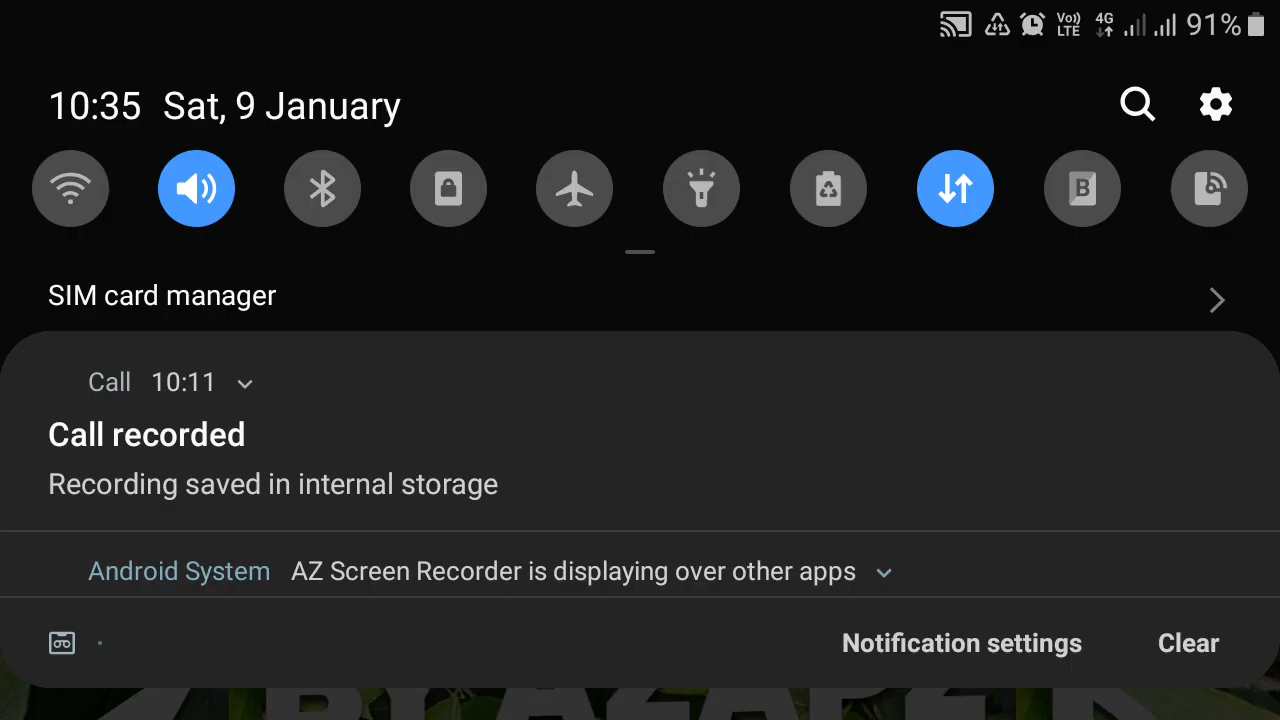 Vo)) LTE 4G 91%
10:35 Sat, 9 January
B
SIM card manager
Call 10:11
Call recorded
Recording saved in internal storage
Android System AZ Screen Recorder is displaying over other apps
Notification settings Clear
BY